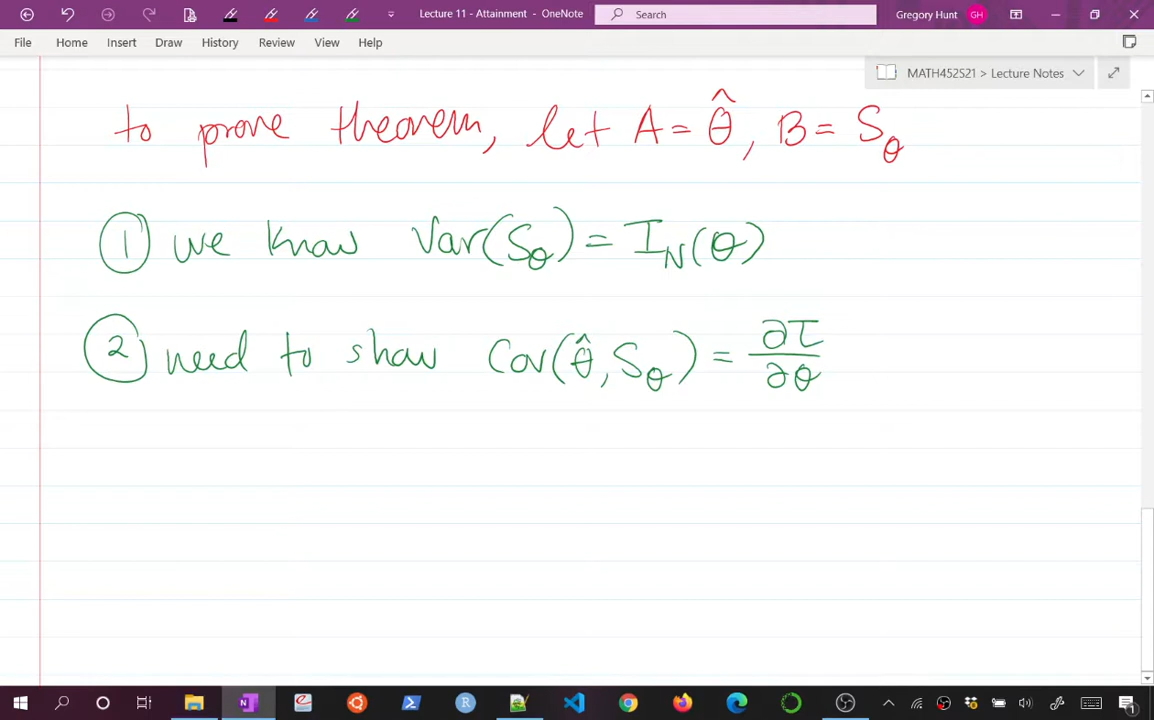 Lecture 11 - Attainment - OneNote
Search
Gregory Hunt GH
File Home Insert Draw History Review View Help
MATH452S21 > Lecture Notes
to prove theorem, let A = θ̂, B = S_θ
① we know Var(S_θ) = I_N(θ)
② need to show Cov(θ̂, S_θ) = ∂τ/∂θ